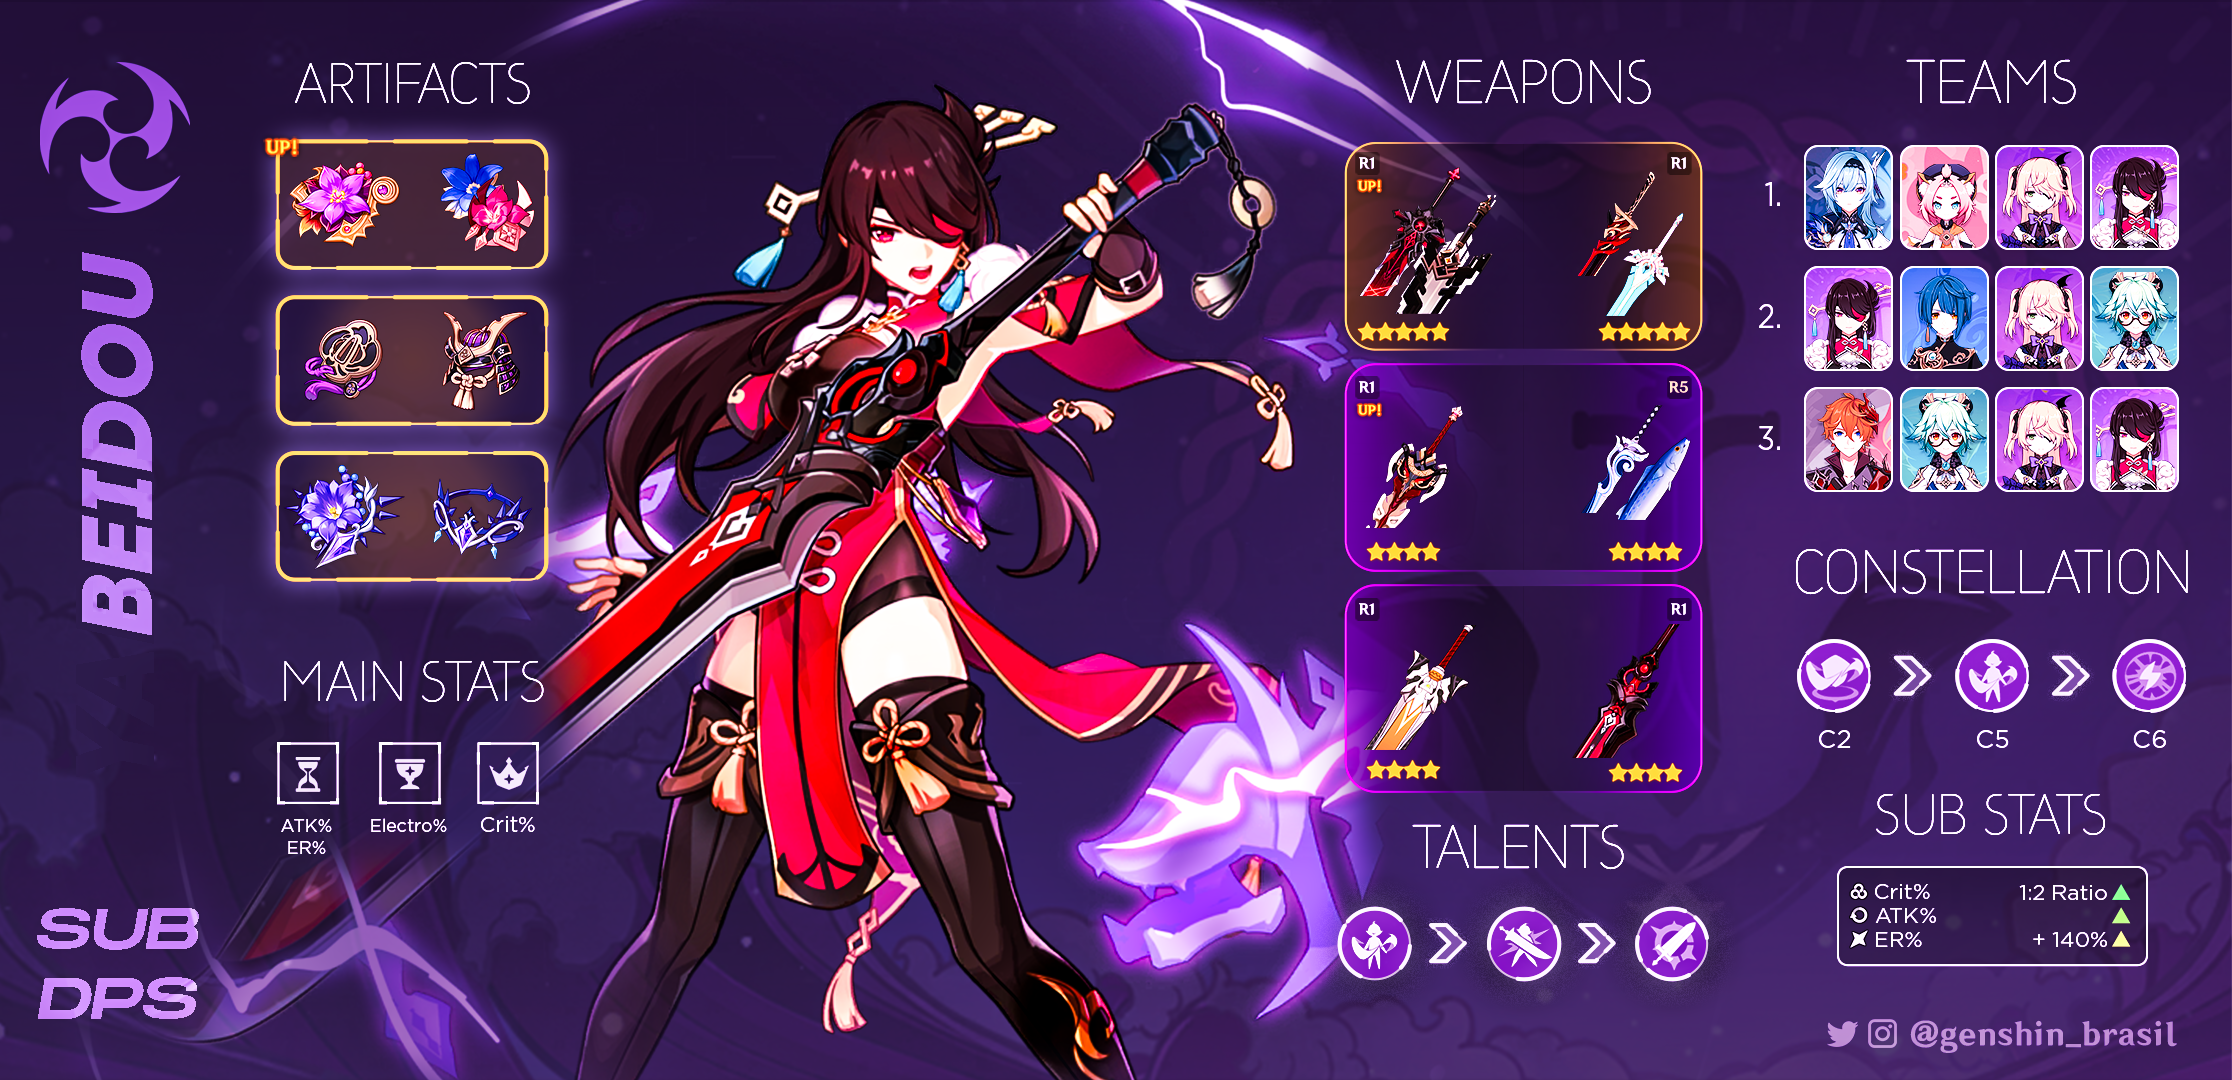 BEIDOU
SUB
DPS
ARTIFACTS
UP!
MAIN STATS
ATK%
ER%
Electro%
Crit%
WEAPONS
R1
UP!
R1
R1
UP!
R5
R1
R1
TALENTS
TEAMS
1.
2.
3.
CONSTELLATION
C2
C5
C6
SUB STATS
Crit% 1:2 Ratio
ATK%
ER% + 140%
@genshin_brasil